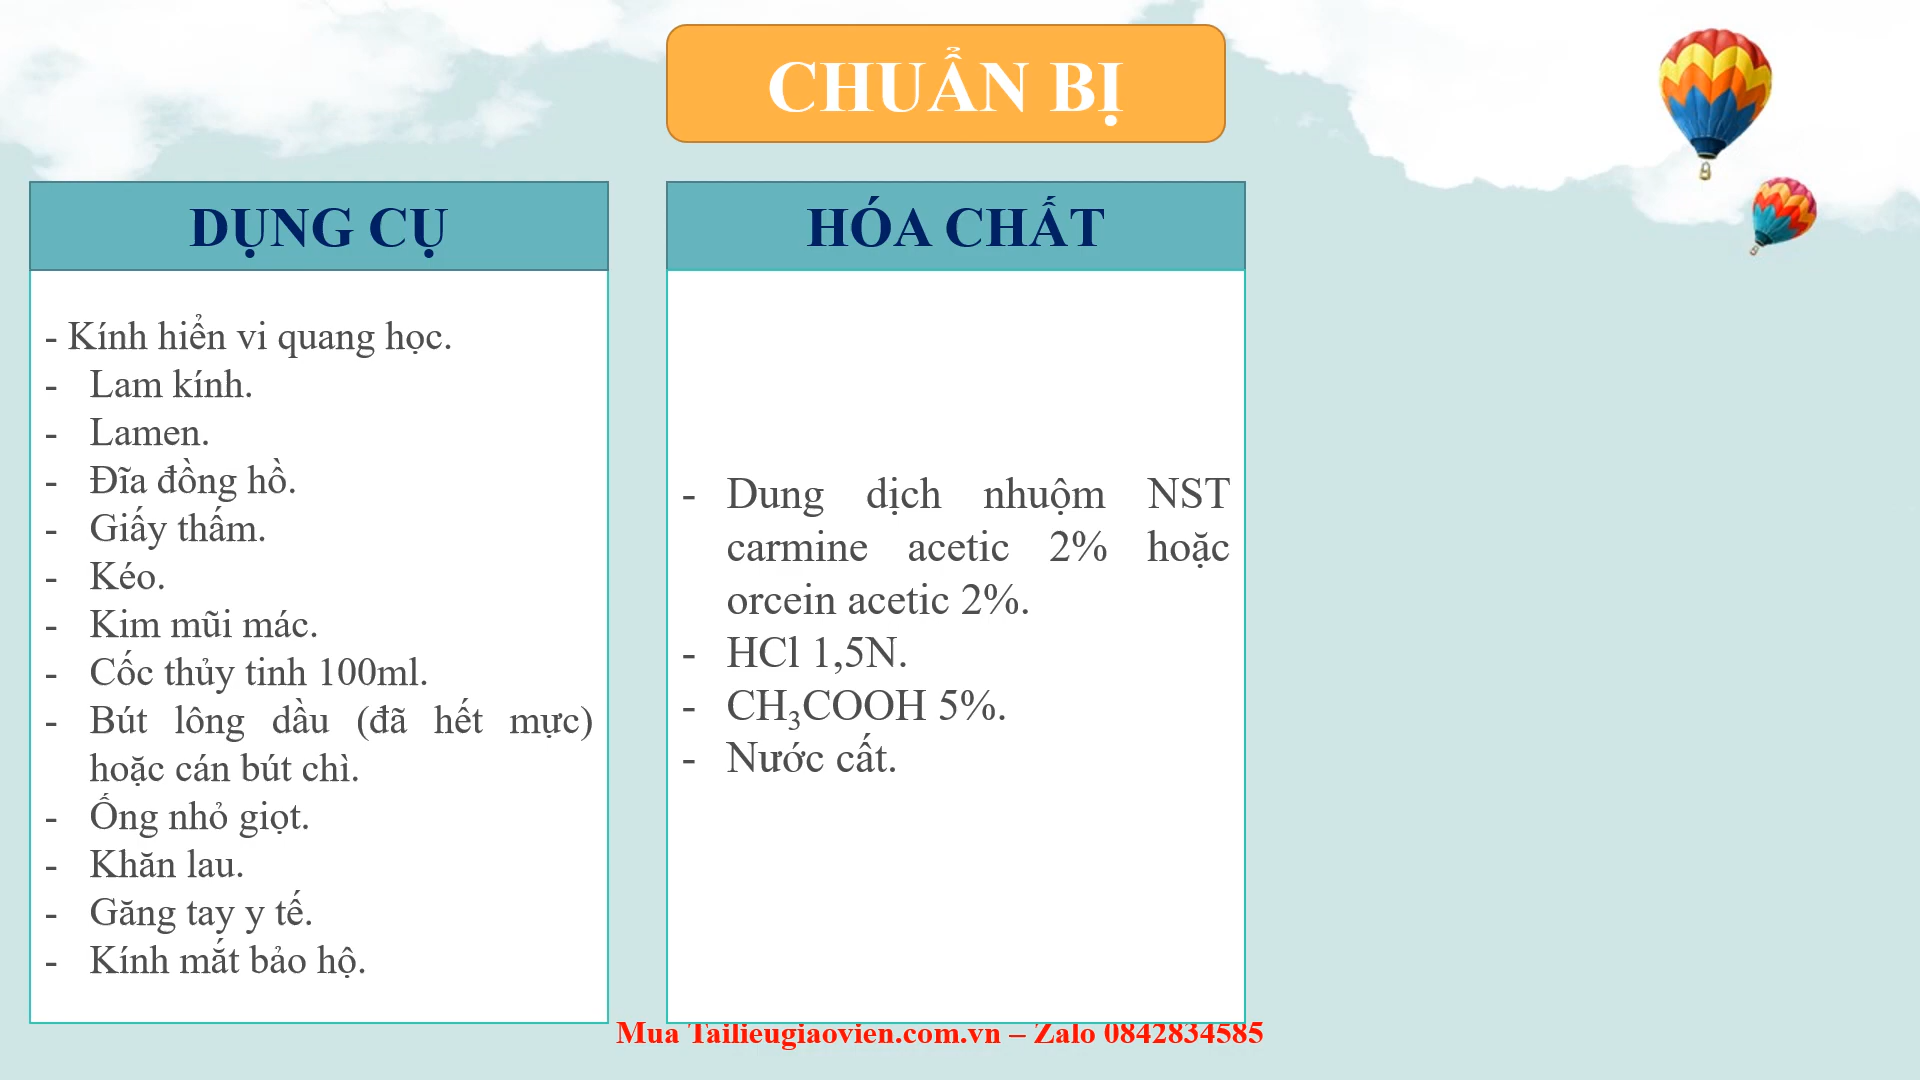 CHUẨN BỊ
DỤNG CỤ
- Kính hiển vi quang học.
- Lam kính.
- Lamen.
- Đĩa đồng hồ.
- Giấy thấm.
- Kéo.
- Kim mũi mác.
- Cốc thủy tinh 100ml.
- Bút lông dầu (đã hết mực)
hoặc cán bút chì.
- Ống nhỏ giọt.
- Khăn lau.
- Găng tay y tế.
- Kính mắt bảo hộ.
HÓA CHẤT
- Dung dịch nhuộm NST
carmine acetic 2% hoặc
orcein acetic 2%.
- HCl 1,5N.
- CH₃COOH 5%.
- Nước cất.
Mua Tailieugiaovien.com.vn – Zalo 0842834585